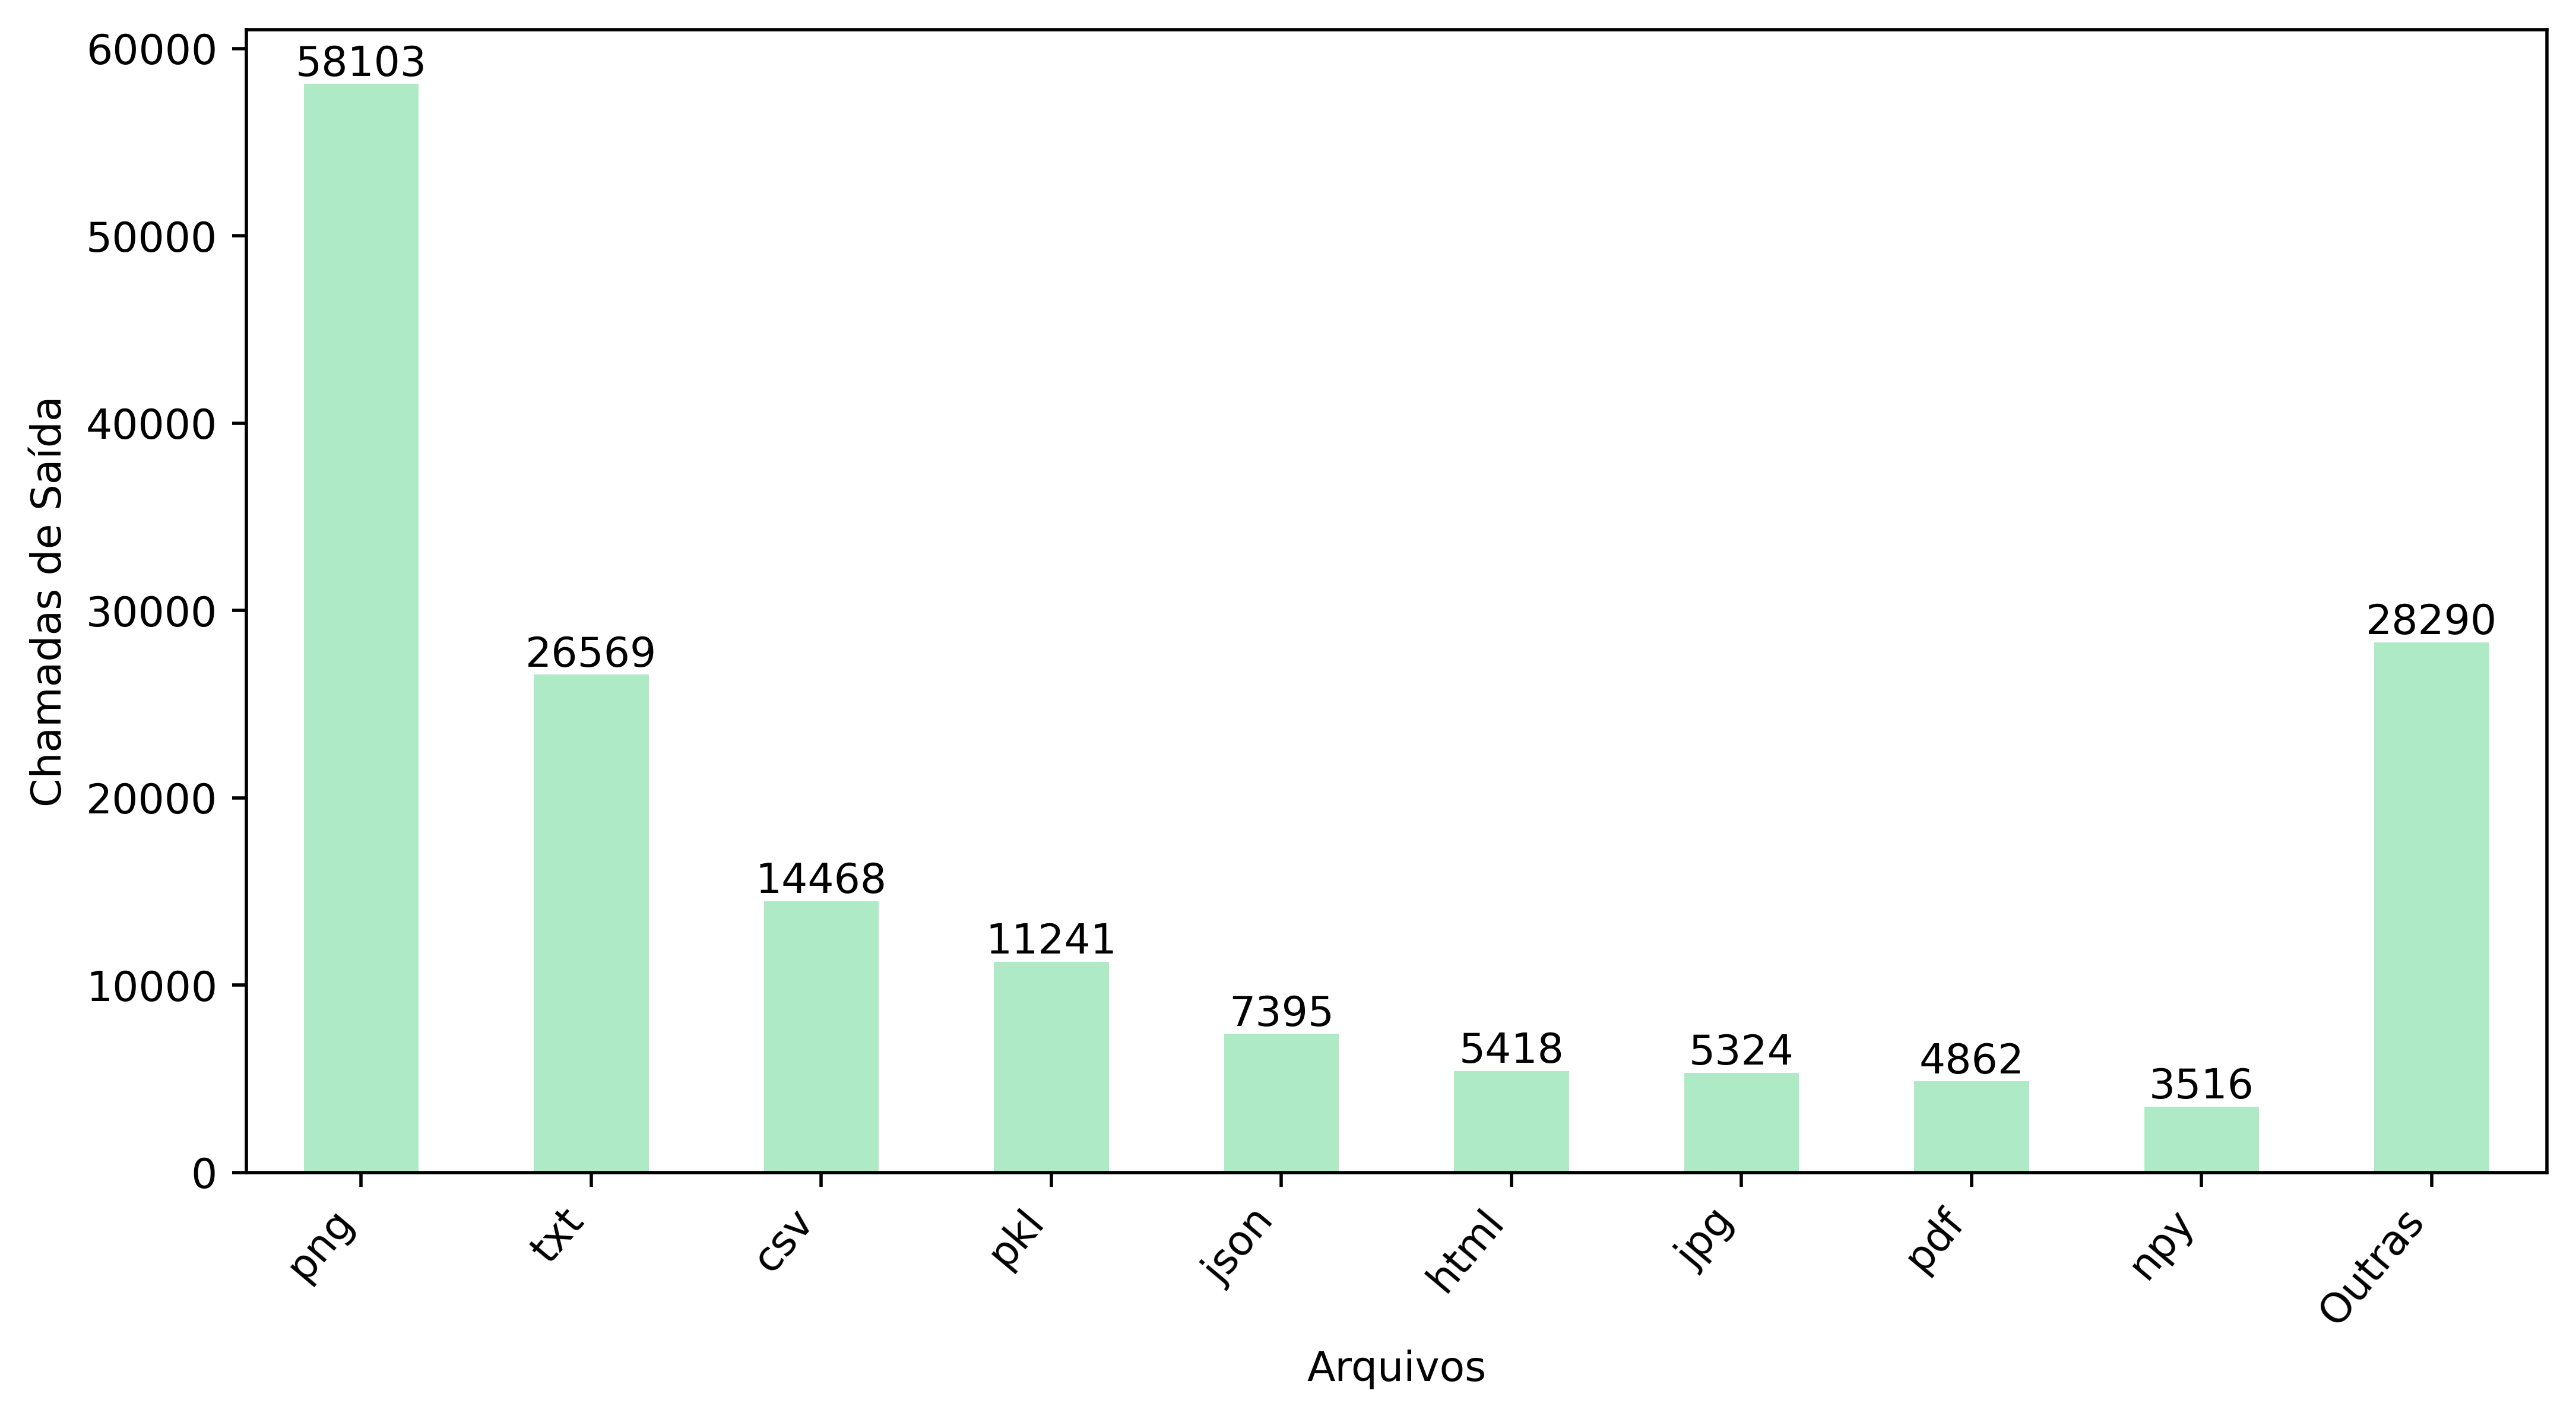 60000
50000
40000
30000
20000
10000
0
Chamadas de Saída
58103
26569
14468
11241
7395
5418
5324
4862
3516
28290
png
txt
csv
pkl
json
html
jpg
pdf
npy
Outras
Arquivos